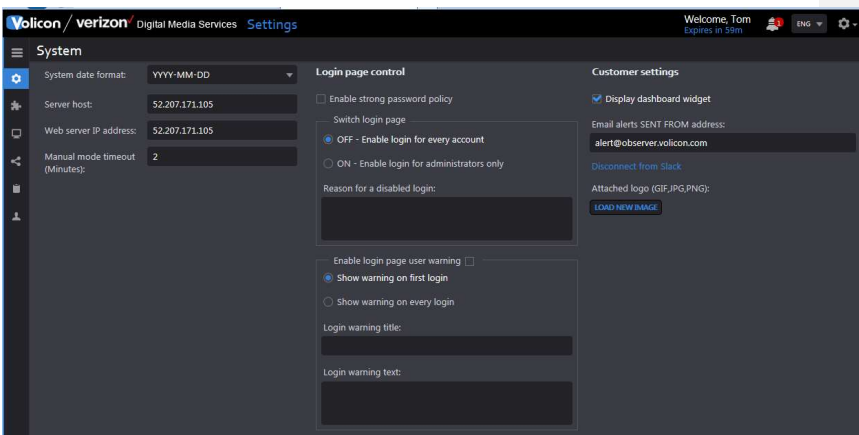 Volicon / verizon✓ Digital Media Services Settings
Welcome, Tom
Expires in 59m
1
ENG
System
System date format: YYYY-MM-DD
Server host: 52.207.171.105
Web server IP address: 52.207.171.105
Manual mode timeout (Minutes): 2
Login page control
Enable strong password policy
Switch login page
OFF - Enable login for every account
ON - Enable login for administrators only
Reason for a disabled login:
Enable login page user warning
Show warning on first login
Show warning on every login
Login warning title:
Login warning text:
Customer settings
Display dashboard widget
Email alerts SENT FROM address:
alert@observer.volicon.com
Disconnect from Slack
Attached logo (GIF,JPG,PNG):
LOAD NEW IMAGE